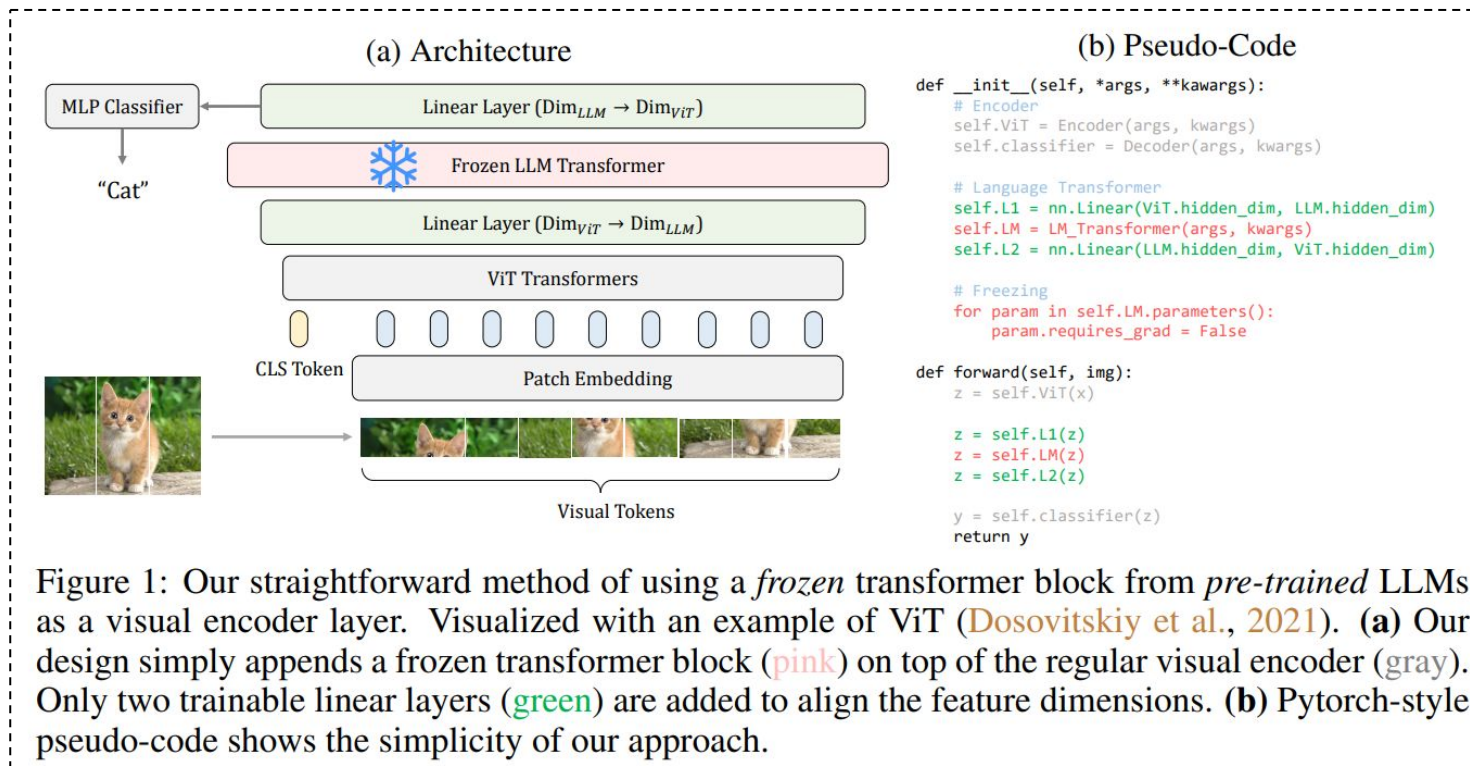 (a) Architecture
MLP Classifier
"Cat"
Linear Layer (Dim_LLM → Dim_ViT)
Frozen LLM Transformer
Linear Layer (Dim_ViT → Dim_LLM)
ViT Transformers
CLS Token
Patch Embedding
Visual Tokens
(b) Pseudo-Code
def __init__(self, *args, **kawargs):
# Encoder
self.ViT = Encoder(args, kwargs)
self.classifier = Decoder(args, kwargs)
# Language Transformer
self.L1 = nn.Linear(ViT.hidden_dim, LLM.hidden_dim)
self.LM = LM_Transformer(args, kwargs)
self.L2 = nn.Linear(LLM.hidden_dim, ViT.hidden_dim)
# Freezing
for param in self.LM.parameters():
param.requires_grad = False
def forward(self, img):
z = self.ViT(x)
z = self.L1(z)
z = self.LM(z)
z = self.L2(z)
y = self.classifier(z)
return y
Figure 1: Our straightforward method of using a frozen transformer block from pre-trained LLMs
as a visual encoder layer. Visualized with an example of ViT (Dosovitskiy et al., 2021). (a) Our
design simply appends a frozen transformer block (pink) on top of the regular visual encoder (gray).
Only two trainable linear layers (green) are added to align the feature dimensions. (b) Pytorch-style
pseudo-code shows the simplicity of our approach.